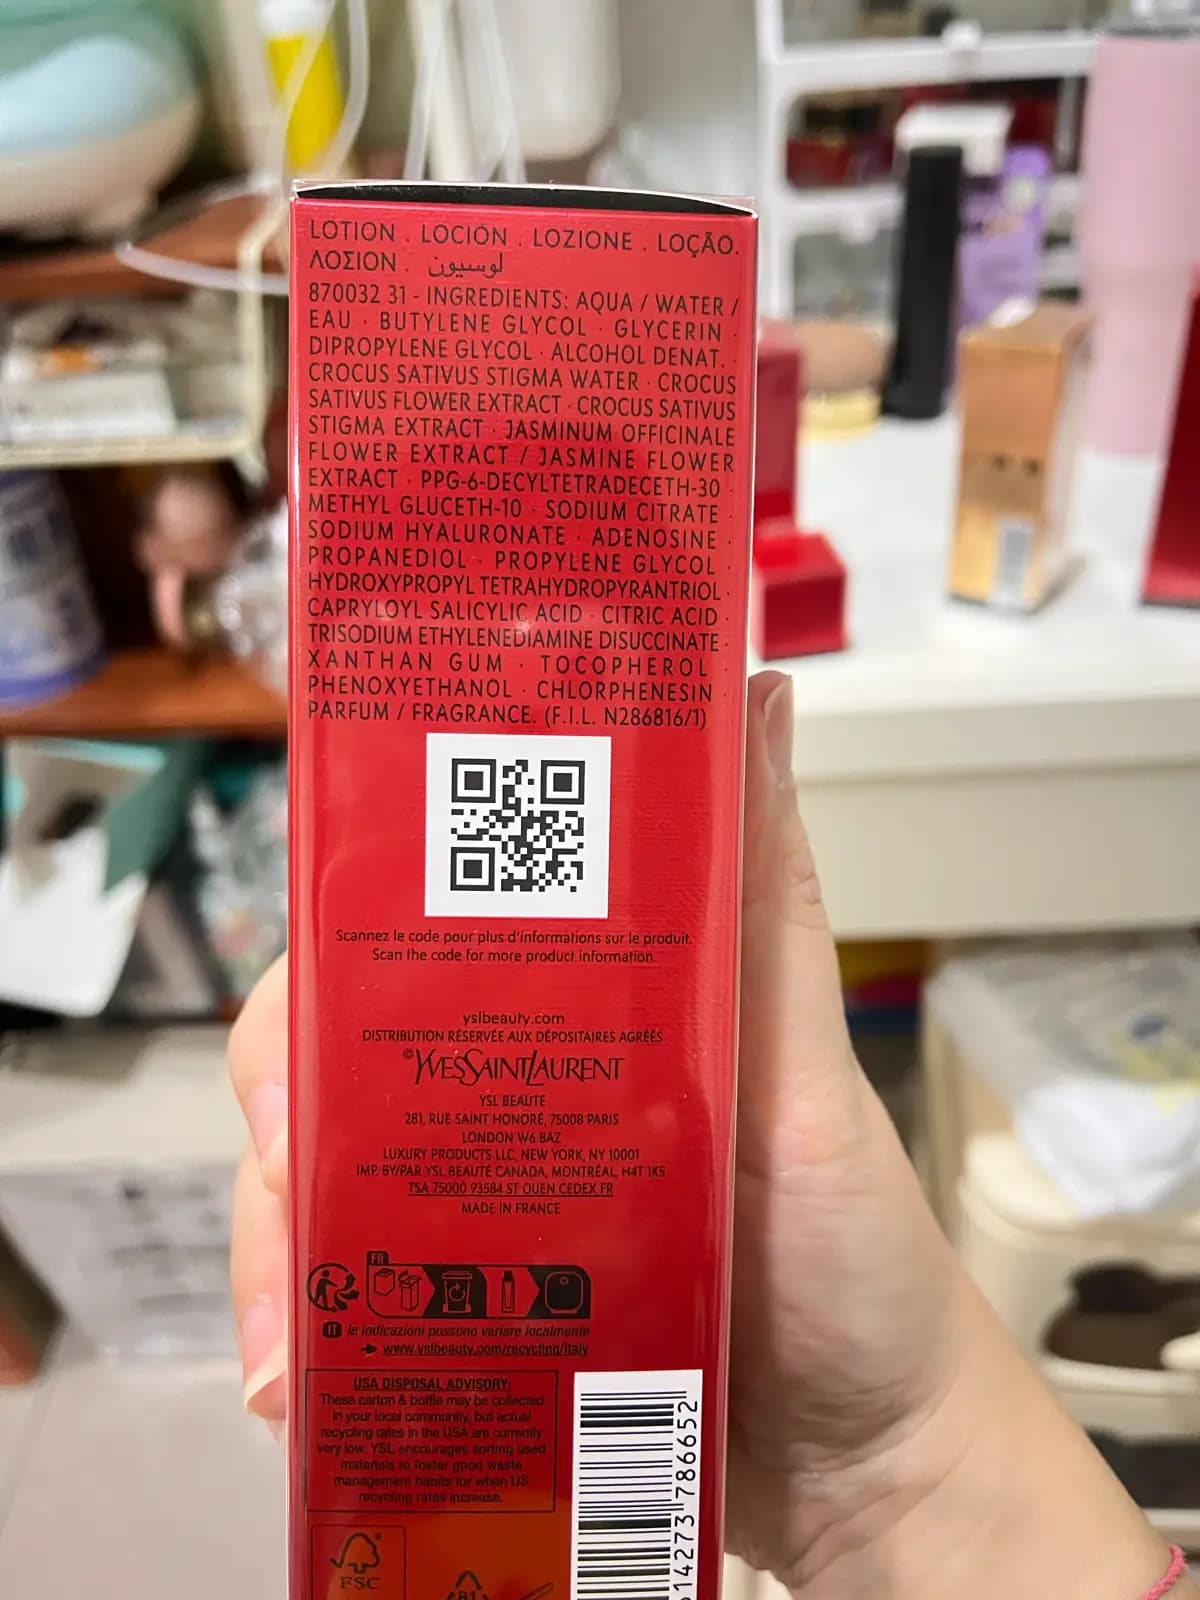 LOTION . LOCIÓN . LOZIONE . LOÇÃO.
ΛΟΣΙΟΝ . لوسيون
870032 31 - INGREDIENTS: AQUA / WATER /
EAU · BUTYLENE GLYCOL · GLYCERIN ·
DIPROPYLENE GLYCOL · ALCOHOL DENAT. ·
CROCUS SATIVUS STIGMA WATER · CROCUS
SATIVUS FLOWER EXTRACT · CROCUS SATIVUS
STIGMA EXTRACT · JASMINUM OFFICINALE
FLOWER EXTRACT / JASMINE FLOWER
EXTRACT · PPG-6-DECYLTETRADECETH-30 ·
METHYL GLUCETH-10 · SODIUM CITRATE ·
SODIUM HYALURONATE · ADENOSINE ·
PROPANEDIOL · PROPYLENE GLYCOL ·
HYDROXYPROPYL TETRAHYDROPYRANTRIOL ·
CAPRYLOYL SALICYLIC ACID · CITRIC ACID ·
TRISODIUM ETHYLENEDIAMINE DISUCCINATE ·
XANTHAN GUM · TOCOPHEROL ·
PHENOXYETHANOL · CHLORPHENESIN ·
PARFUM / FRAGRANCE. (F.I.L. N286816/1)
Scannez le code pour plus d'informations sur le produit.
Scan the code for more product information.
yslbeauty.com
DISTRIBUTION RÉSERVÉE AUX DÉPOSITAIRES AGRÉÉS
©YVESSAINTLAURENT
YSL BEAUTÉ
281, RUE SAINT HONORÉ, 75008 PARIS
LONDON W6 8AZ
LUXURY PRODUCTS LLC, NEW YORK, NY 10001
IMP. BY/PAR YSL BEAUTÉ CANADA, MONTRÉAL, H4T 1K5
TSA 75000 93584 ST OUEN CEDEX FR
MADE IN FRANCE
FR
IT le indicazioni possono variare localmente
www.yslbeauty.com/recycling/italy
USA DISPOSAL ADVISORY:
These carton & bottle may be collected
in your local community, but actual
recycling rates in the USA are currently
very low. YSL encourages sorting used
materials to foster good waste
management habits for when US
recycling rates increase.
FSC
81
614273 786652